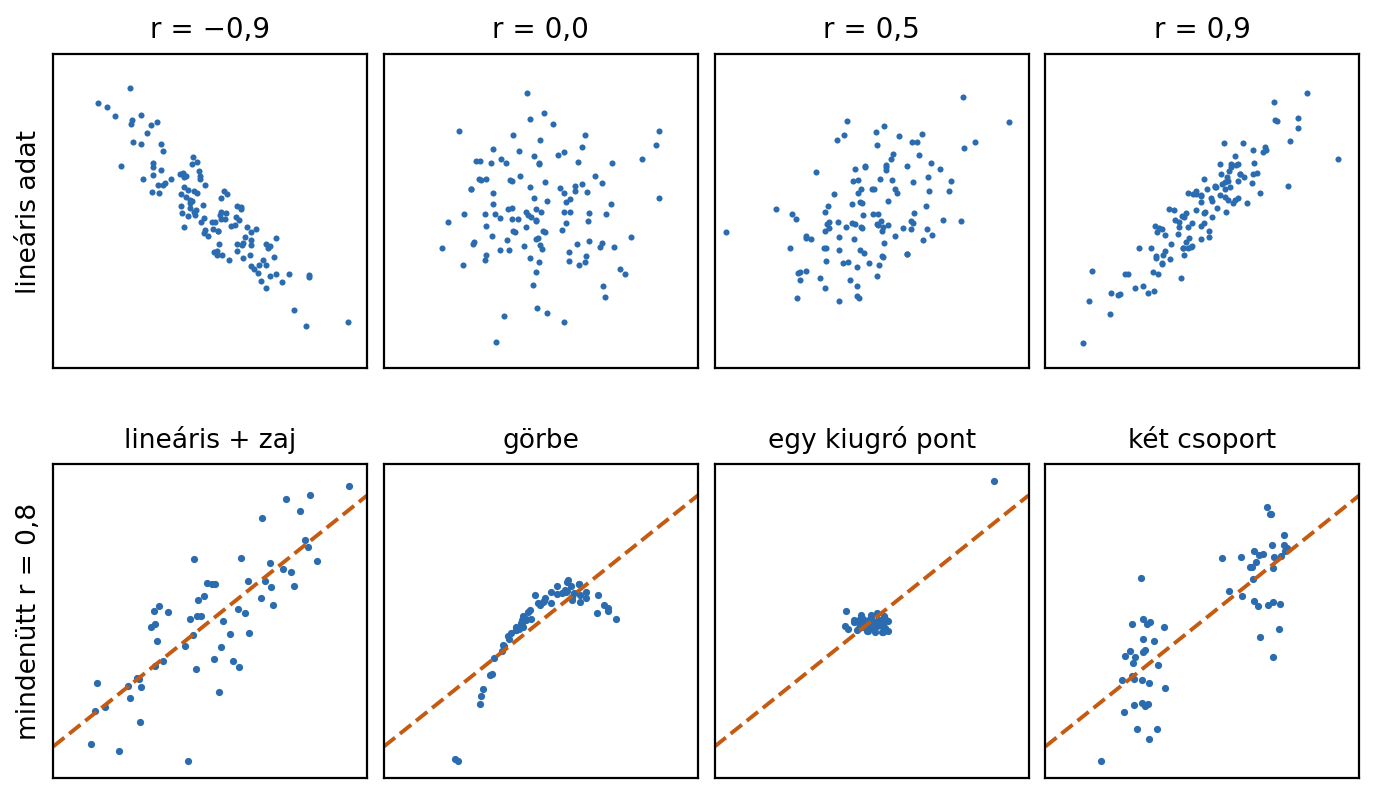 r = −0,9
r = 0,0
r = 0,5
r = 0,9
lineáris adat
lineáris + zaj
görbe
egy kiugró pont
két csoport
mindenütt r = 0,8